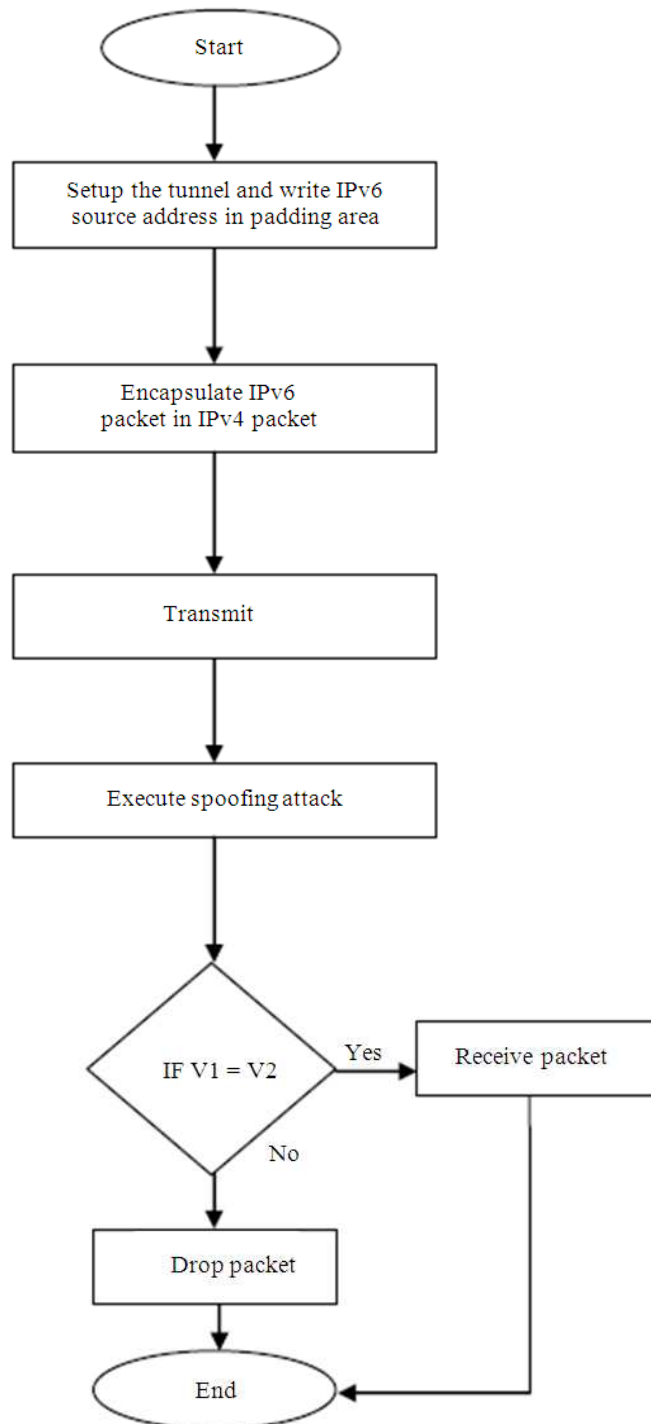 Start
Setup the tunnel and write IPv6
source address in padding area
Encapsulate IPv6
packet in IPv4 packet
Transmit
Execute spoofing attack
IF V1 = V2
Yes
Receive packet
No
Drop packet
End